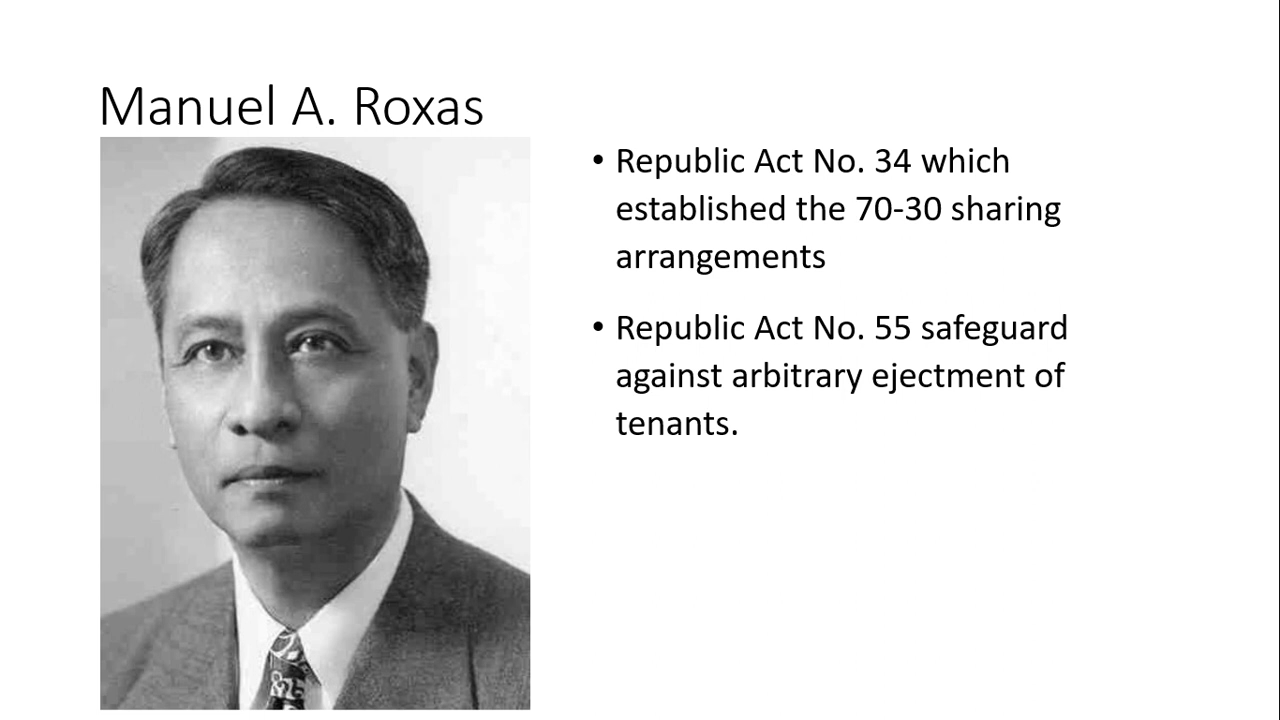 Manuel A. Roxas
• Republic Act No. 34 which
established the 70-30 sharing
arrangements
• Republic Act No. 55 safeguard
against arbitrary ejectment of
tenants.